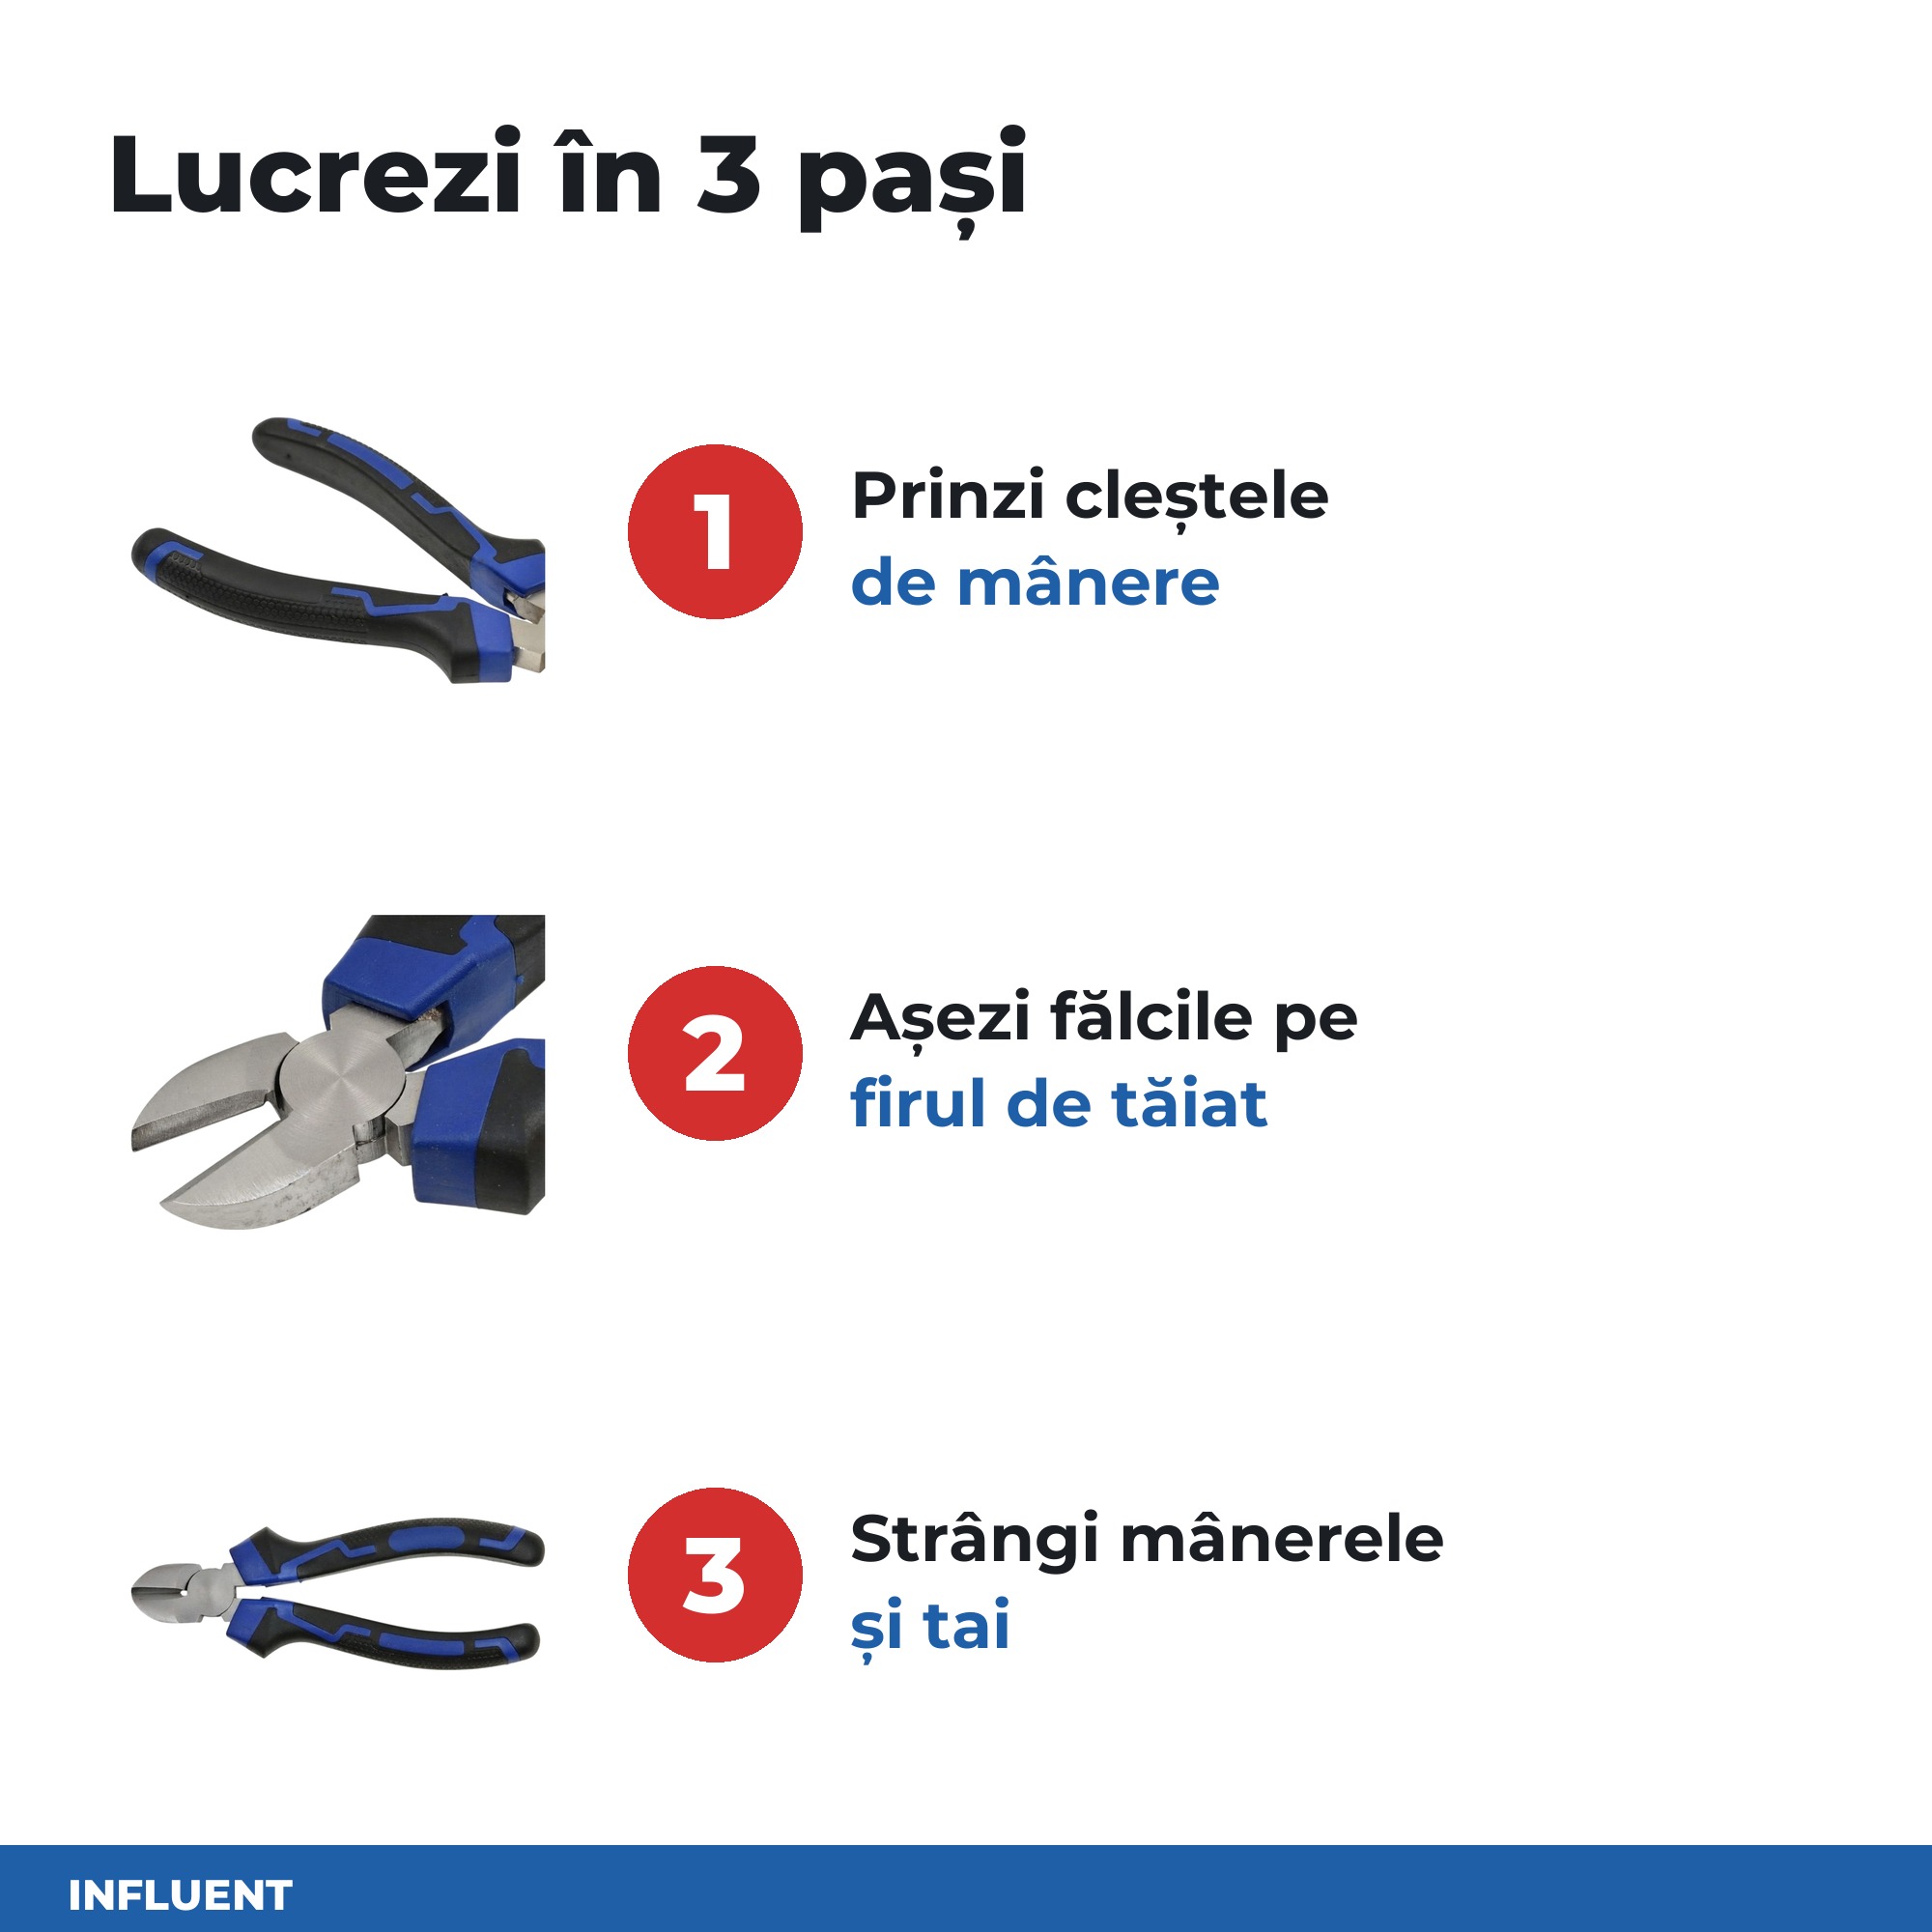 Lucrezi în 3 pași
1
Prinzi cleștele
de mânere
2
Așezi fălcile pe
firul de tăiat
3
Strângi mânerele
și tai
INFLUENT